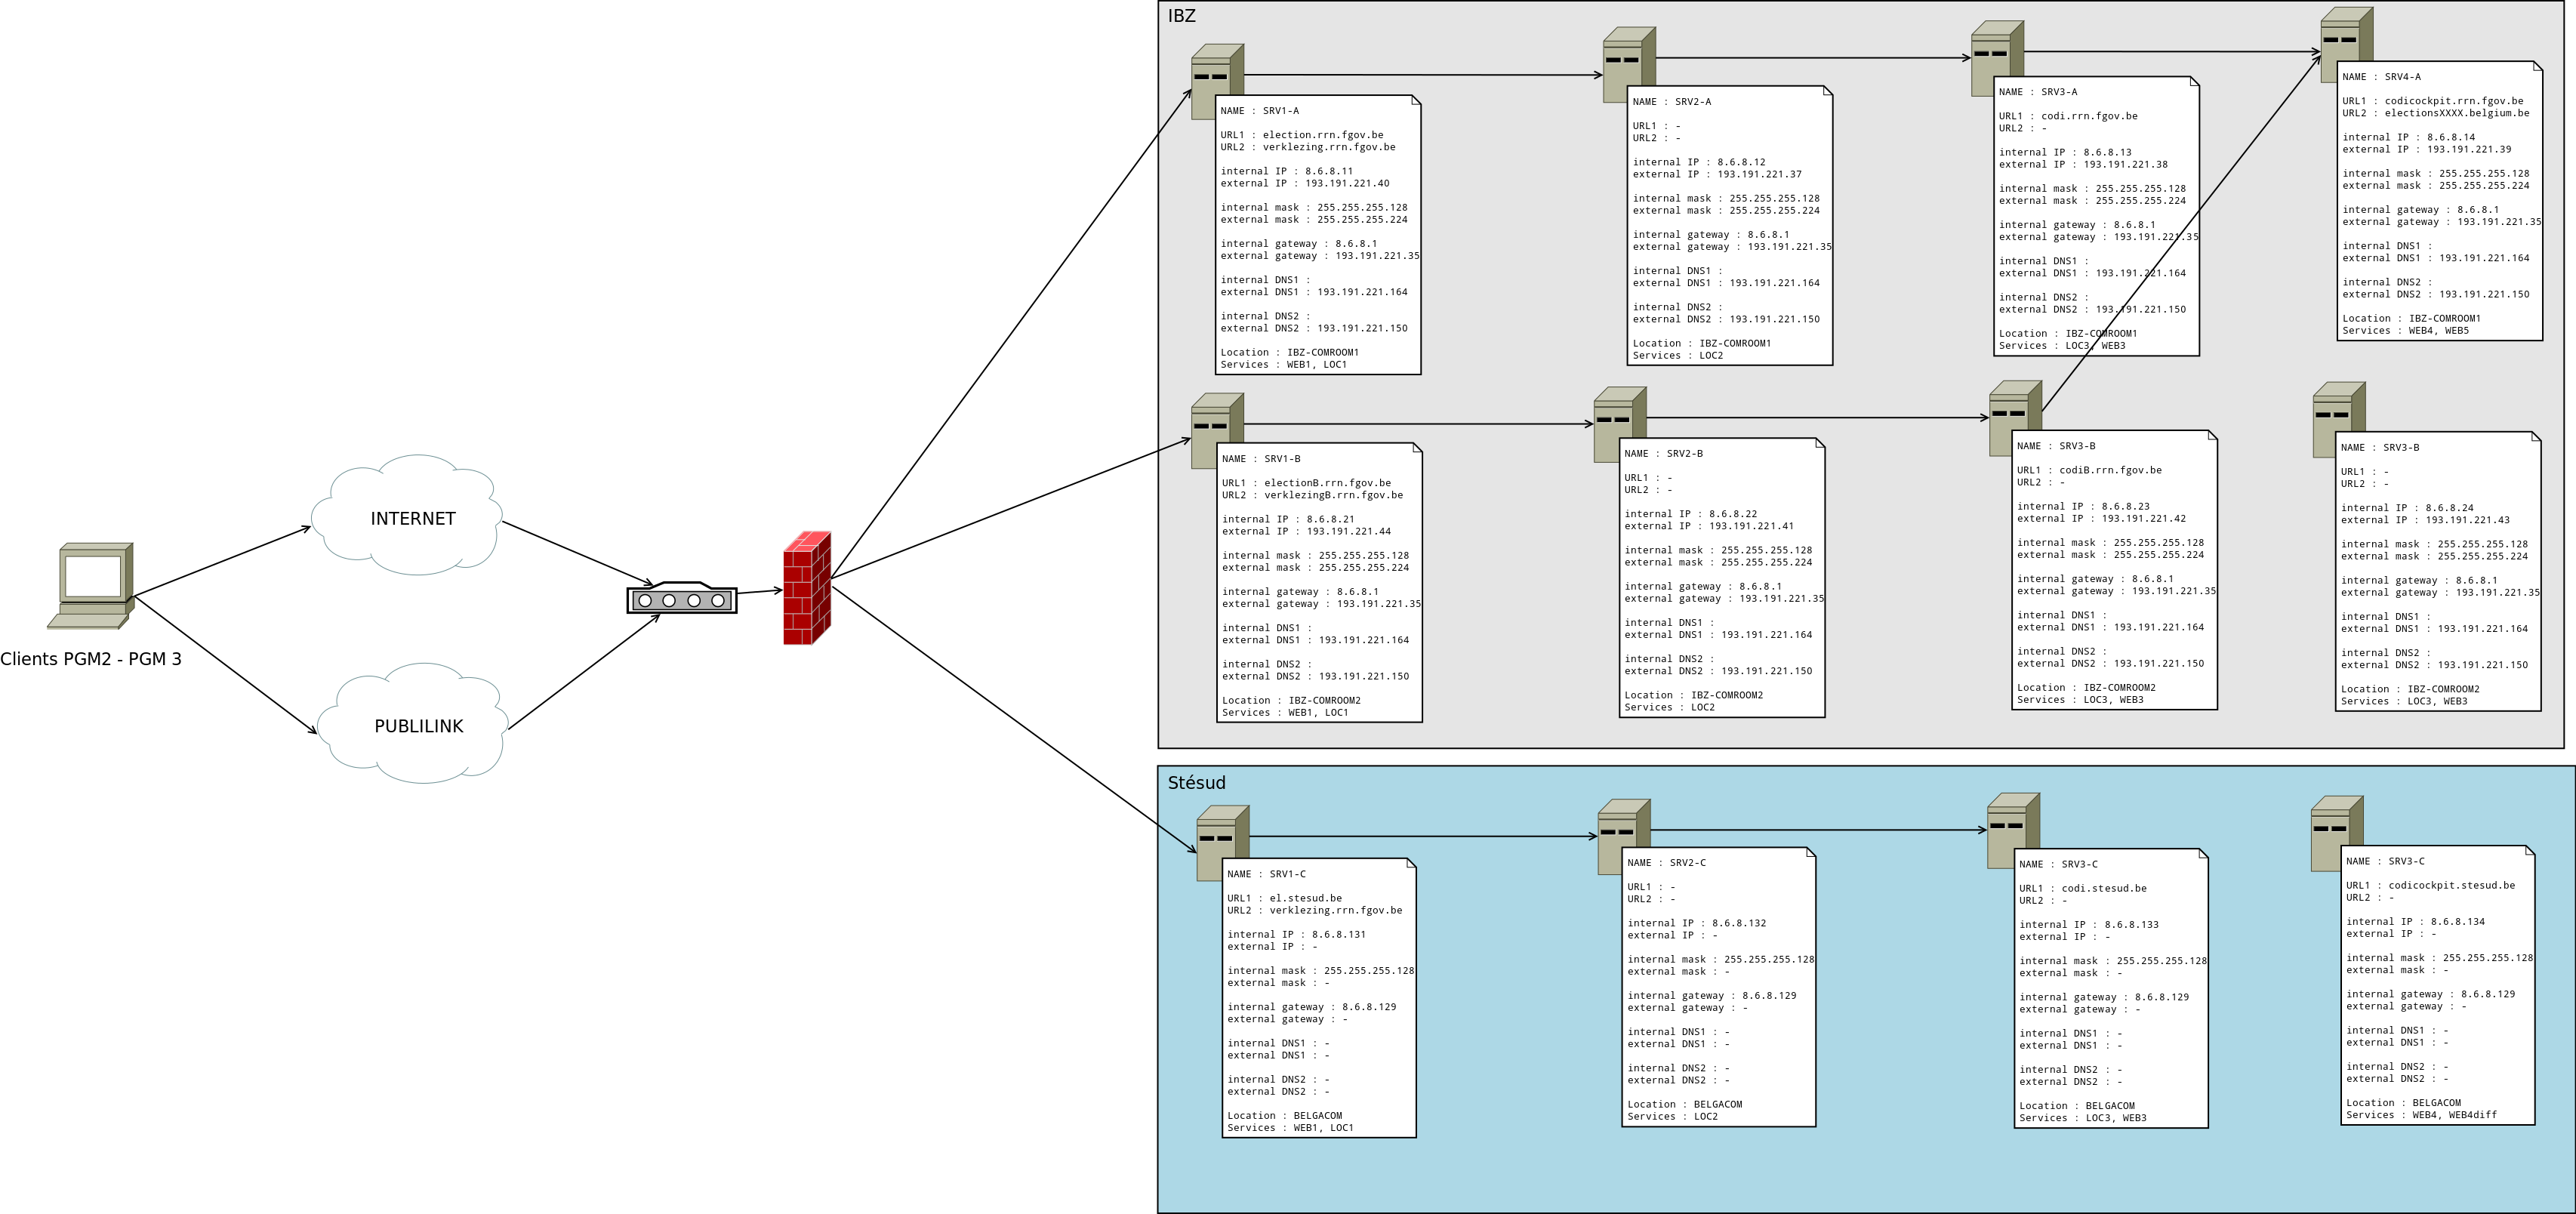 IBZ
NAME : SRV1-A
URL1 : election.rrn.fgov.be
URL2 : verklezing.rrn.fgov.be
internal IP : 8.6.8.11
external IP : 193.191.221.40
internal mask : 255.255.255.128
external mask : 255.255.255.224
internal gateway : 8.6.8.1
external gateway : 193.191.221.35
internal DNS1 :
external DNS1 : 193.191.221.164
internal DNS2 :
external DNS2 : 193.191.221.150
Location : IBZ-COMROOM1
Services : WEB1, LOC1
NAME : SRV2-A
URL1 : -
URL2 : -
internal IP : 8.6.8.12
external IP : 193.191.221.37
internal mask : 255.255.255.128
external mask : 255.255.255.224
internal gateway : 8.6.8.1
external gateway : 193.191.221.35
internal DNS1 :
external DNS1 : 193.191.221.164
internal DNS2 :
external DNS2 : 193.191.221.150
Location : IBZ-COMROOM1
Services : LOC2
NAME : SRV3-A
URL1 : codi.rrn.fgov.be
URL2 : -
internal IP : 8.6.8.13
external IP : 193.191.221.38
internal mask : 255.255.255.128
external mask : 255.255.255.224
internal gateway : 8.6.8.1
external gateway : 193.191.221.35
internal DNS1 :
external DNS1 : 193.191.221.164
internal DNS2 :
external DNS2 : 193.191.221.150
Location : IBZ-COMROOM1
Services : LOC3, WEB3
NAME : SRV4-A
URL1 : codicockpit.rrn.fgov.be
URL2 : electionsXXXX.belgium.be
internal IP : 8.6.8.14
external IP : 193.191.221.39
internal mask : 255.255.255.128
external mask : 255.255.255.224
internal gateway : 8.6.8.1
external gateway : 193.191.221.35
internal DNS1 :
external DNS1 : 193.191.221.164
internal DNS2 :
external DNS2 : 193.191.221.150
Location : IBZ-COMROOM1
Services : WEB4, WEB5
NAME : SRV1-B
URL1 : electionB.rrn.fgov.be
URL2 : verklezingB.rrn.fgov.be
internal IP : 8.6.8.21
external IP : 193.191.221.44
internal mask : 255.255.255.128
external mask : 255.255.255.224
internal gateway : 8.6.8.1
external gateway : 193.191.221.35
internal DNS1 :
external DNS1 : 193.191.221.164
internal DNS2 :
external DNS2 : 193.191.221.150
Location : IBZ-COMROOM2
Services : WEB1, LOC1
NAME : SRV2-B
URL1 : -
URL2 : -
internal IP : 8.6.8.22
external IP : 193.191.221.41
internal mask : 255.255.255.128
external mask : 255.255.255.224
internal gateway : 8.6.8.1
external gateway : 193.191.221.35
internal DNS1 :
external DNS1 : 193.191.221.164
internal DNS2 :
external DNS2 : 193.191.221.150
Location : IBZ-COMROOM2
Services : LOC2
NAME : SRV3-B
URL1 : codiB.rrn.fgov.be
URL2 : -
internal IP : 8.6.8.23
external IP : 193.191.221.42
internal mask : 255.255.255.128
external mask : 255.255.255.224
internal gateway : 8.6.8.1
external gateway : 193.191.221.35
internal DNS1 :
external DNS1 : 193.191.221.164
internal DNS2 :
external DNS2 : 193.191.221.150
Location : IBZ-COMROOM2
Services : LOC3, WEB3
NAME : SRV3-B
URL1 : -
URL2 : -
internal IP : 8.6.8.24
external IP : 193.191.221.43
internal mask : 255.255.255.128
external mask : 255.255.255.224
internal gateway : 8.6.8.1
external gateway : 193.191.221.35
internal DNS1 :
external DNS1 : 193.191.221.164
internal DNS2 :
external DNS2 : 193.191.221.150
Location : IBZ-COMROOM2
Services : LOC3, WEB3
INTERNET
Clients PGM2 - PGM 3
PUBLILINK
Stésud
NAME : SRV1-C
URL1 : el.stesud.be
URL2 : verklezing.rrn.fgov.be
internal IP : 8.6.8.131
external IP : -
internal mask : 255.255.255.128
external mask : -
internal gateway : 8.6.8.129
external gateway : -
internal DNS1 : -
external DNS1 : -
internal DNS2 : -
external DNS2 : -
Location : BELGACOM
Services : WEB1, LOC1
NAME : SRV2-C
URL1 : -
URL2 : -
internal IP : 8.6.8.132
external IP : -
internal mask : 255.255.255.128
external mask : -
internal gateway : 8.6.8.129
external gateway : -
internal DNS1 : -
external DNS1 : -
internal DNS2 : -
external DNS2 : -
Location : BELGACOM
Services : LOC2
NAME : SRV3-C
URL1 : codi.stesud.be
URL2 : -
internal IP : 8.6.8.133
external IP : -
internal mask : 255.255.255.128
external mask : -
internal gateway : 8.6.8.129
external gateway : -
internal DNS1 : -
external DNS1 : -
internal DNS2 : -
external DNS2 : -
Location : BELGACOM
Services : LOC3, WEB3
NAME : SRV3-C
URL1 : codicockpit.stesud.be
URL2 : -
internal IP : 8.6.8.134
external IP : -
internal mask : 255.255.255.128
external mask : -
internal gateway : 8.6.8.129
external gateway : -
internal DNS1 : -
external DNS1 : -
internal DNS2 : -
external DNS2 : -
Location : BELGACOM
Services : WEB4, WEB4diff